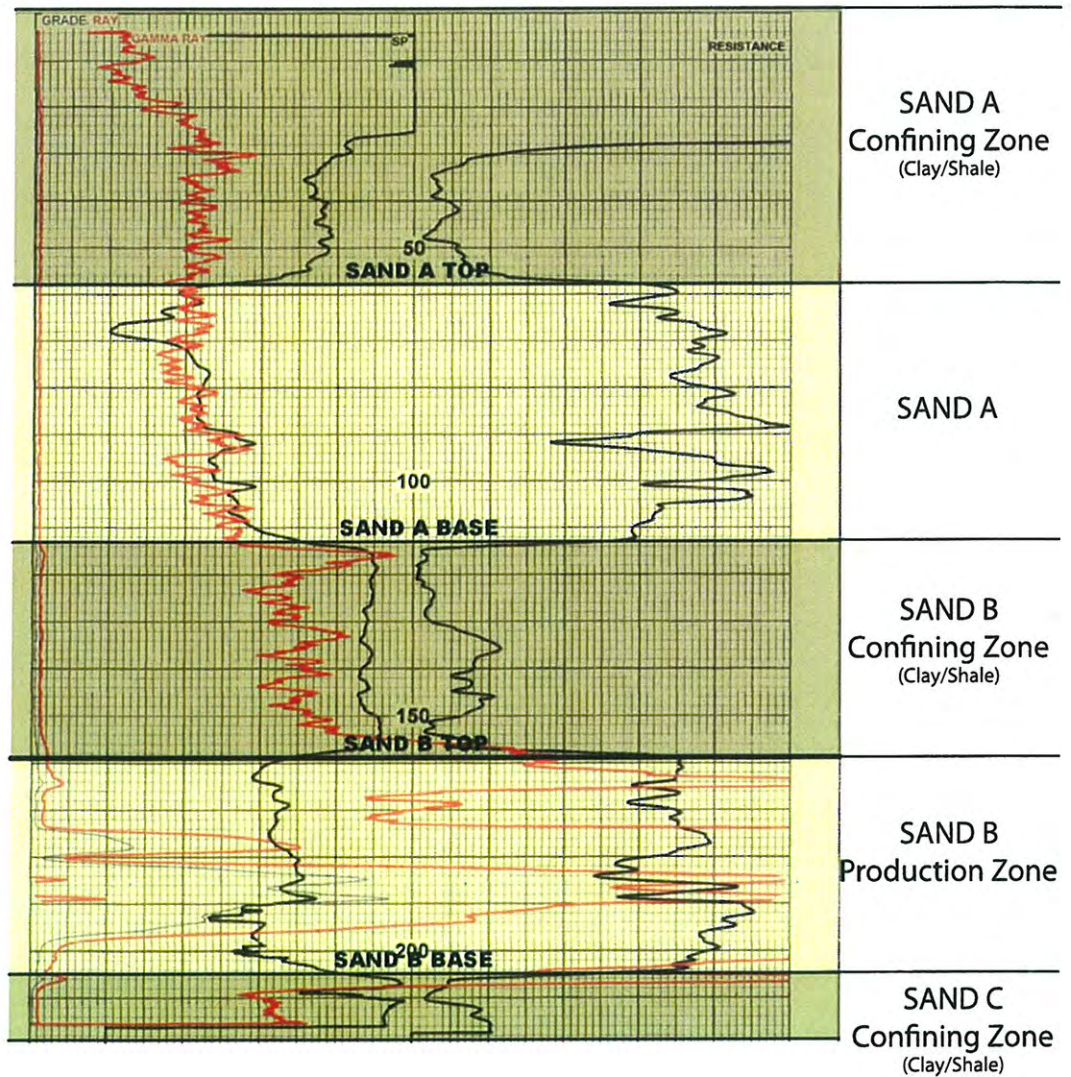 GRADE. RAY
GAMMA RAY
SP
RESISTANCE
SAND A
Confining Zone
(Clay/Shale)
50
SAND A TOP
SAND A
100
SAND A BASE
SAND B
Confining Zone
(Clay/Shale)
150
SAND B TOP
SAND B
Production Zone
200
SAND B BASE
SAND C
Confining Zone
(Clay/Shale)